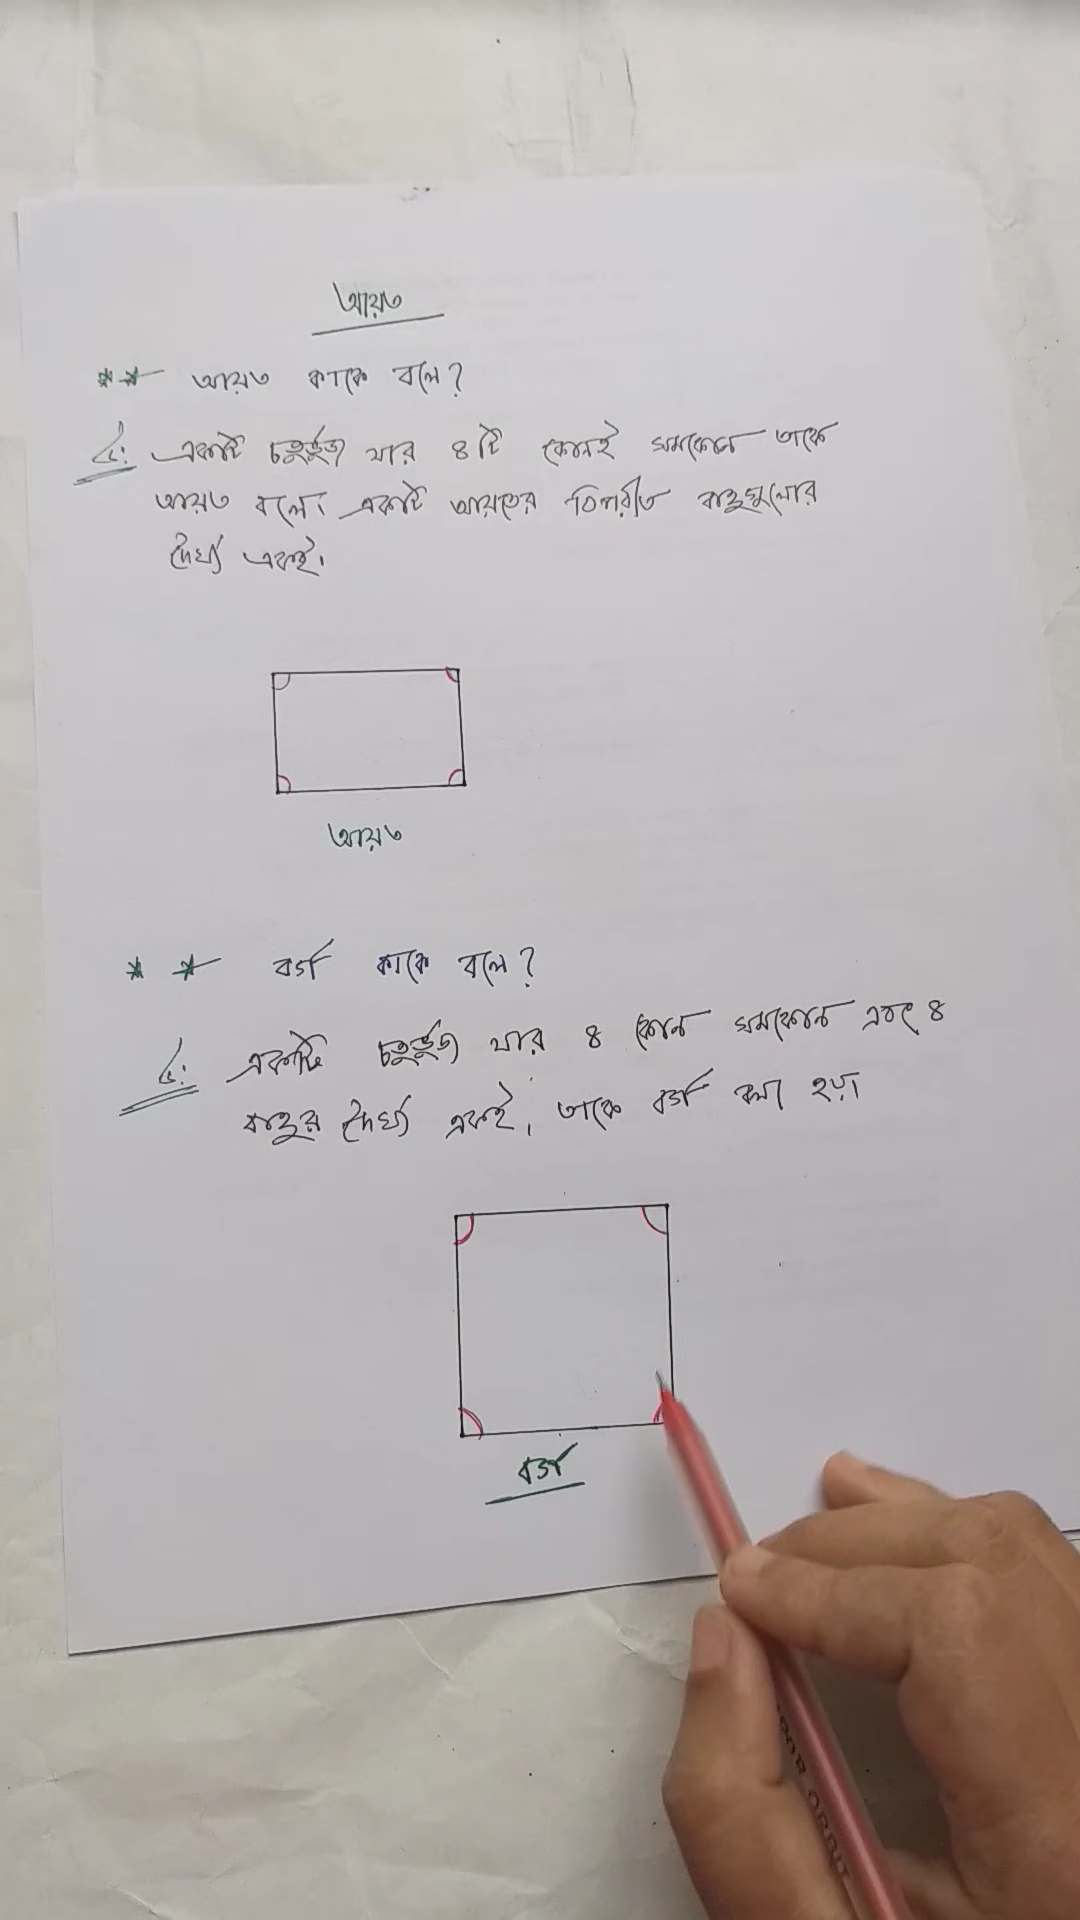 আয়ত
** আয়ত কাকে বলে?
উ: একটি চতুর্ভুজ যার ৪টি কোনই সমকোন তাকে
আয়ত বলে। একটি আয়তের বিপরীত বাহুগুলোর
দৈর্ঘ্য একই।
আয়ত
** বর্গ কাকে বলে?
উ: একটি চতুর্ভুজ যার ৪ কোন সমকোন এবং ৪
বাহুর দৈর্ঘ্য একই, তাকে বর্গ বলা হয়।
বর্গ